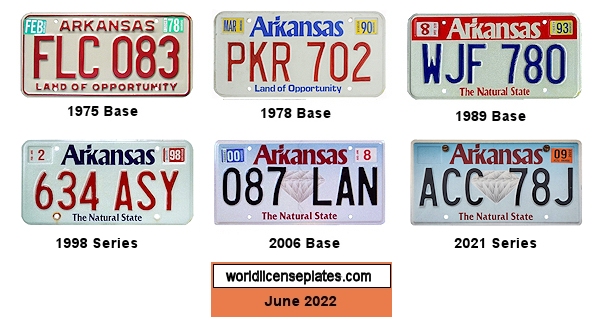 FEB ARKANSAS 78
FLC 083
LAND OF OPPORTUNITY
1975 Base
MAR Arkansas 90
PKR 702
Land of Opportunity
1978 Base
8 Arkansas 93
WJF 780
The Natural State
1989 Base
2 Arkansas 98
634 ASY
The Natural State
1998 Series
00 Arkansas 8
087 LAN
The Natural State
2006 Base
Arkansas 09
ACC 78J
The Natural State
2021 Series
worldlicenseplates.com
June 2022